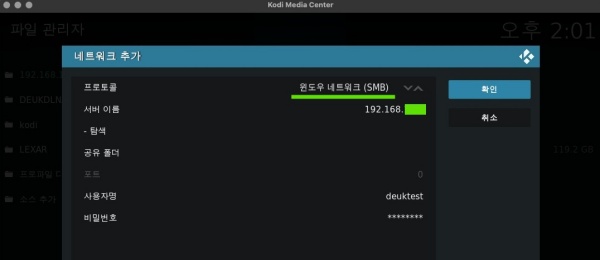 Kodi Media Center
파일 관리자
오후 2:01
네트워크 추가
프로토콜 윈도우 네트워크 (SMB)
확인
서버 이름 192.168.
취소
- 탐색
공유 폴더
포트 0
사용자명 deuktest
비밀번호 ********
192.168.
DEUKDLN
kodi
LEXAR 119.2 GB
프로파일
소스 추가